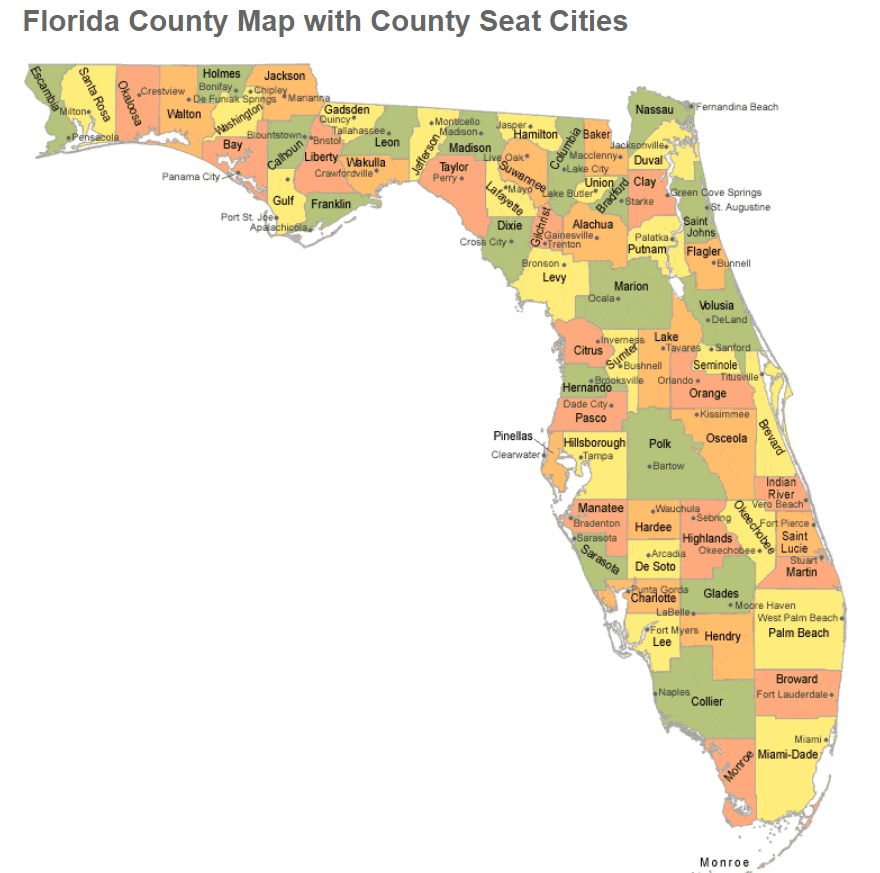 Florida County Map with County Seat Cities
Escambia
Santa Rosa
Okaloosa
Holmes
Jackson
Bonifay
Chipley
Crestview
De Funiak Springs
Marianna
Milton
Walton
Washington
Pensacola
Bay
Blountstown
Calhoun
Bristol
Liberty
Panama City
Gulf
Franklin
Port St. Joe
Apalachicola
Gadsden
Quincy
Tallahassee
Leon
Wakulla
Crawfordville
Jefferson
Monticello
Madison
Madison
Jasper
Hamilton
Taylor
Perry
Live Oak
Suwannee
Mayo
Lafayette
Columbia
Lake City
Baker
Macclenny
Nassau
Fernandina Beach
Jacksonville
Duval
Union
Lake Butler
Bradford
Starke
Clay
Green Cove Springs
St. Augustine
Saint
Johns
Dixie
Cross City
Gilchrist
Trenton
Alachua
Gainesville
Palatka
Putnam
Flagler
Bunnell
Bronson
Levy
Marion
Ocala
Volusia
DeLand
Citrus
Inverness
Sumter
Bushnell
Lake
Tavares
Sanford
Seminole
Titusville
Hernando
Brooksville
Orlando
Orange
Dade City
Pasco
Kissimmee
Osceola
Brevard
Pinellas
Clearwater
Hillsborough
Tampa
Polk
Bartow
Indian
River
Vero Beach
Manatee
Bradenton
Wauchula
Hardee
Sebring
Highlands
Okeechobee
Okeechobee
Fort Pierce
Saint
Lucie
Sarasota
Sarasota
Arcadia
De Soto
Stuart
Martin
Punta Gorda
Charlotte
Glades
Moore Haven
LaBelle
West Palm Beach
Palm Beach
Fort Myers
Lee
Hendry
Naples
Collier
Broward
Fort Lauderdale
Miami
Miami-Dade
Monroe
Monroe